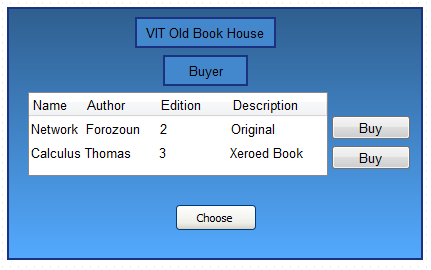 VIT Old Book House
Buyer
Name Author Edition Description
Network Forozoun 2 Original Buy
Calculus Thomas 3 Xeroed Book Buy
Choose